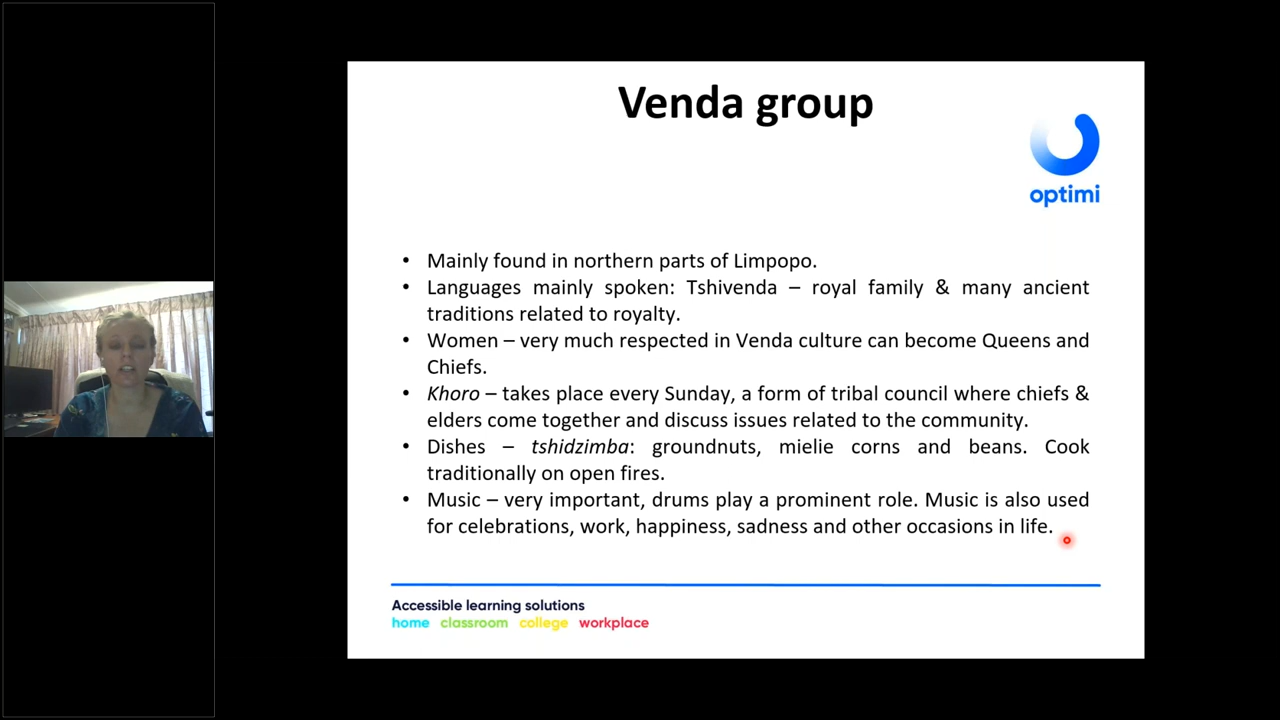 Venda group
optimi
• Mainly found in northern parts of Limpopo.
• Languages mainly spoken: Tshivenda – royal family & many ancient
traditions related to royalty.
• Women – very much respected in Venda culture can become Queens and
Chiefs.
• Khoro – takes place every Sunday, a form of tribal council where chiefs &
elders come together and discuss issues related to the community.
• Dishes – tshidzimba: groundnuts, mielie corns and beans. Cook
traditionally on open fires.
• Music – very important, drums play a prominent role. Music is also used
for celebrations, work, happiness, sadness and other occasions in life.
Accessible learning solutions
home classroom college workplace